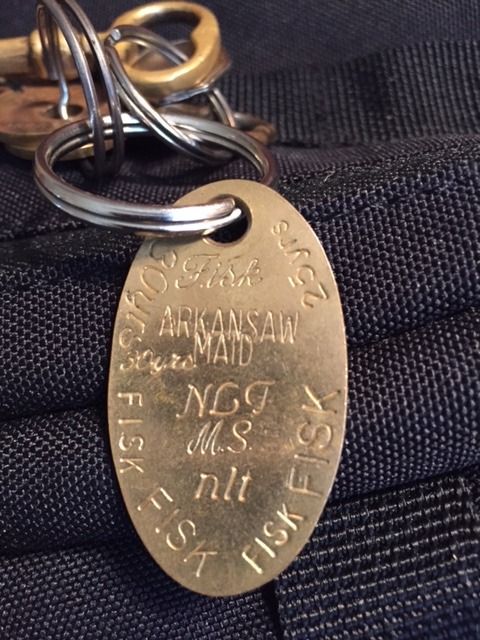 Fisk
ARKANSAW
MAID
30yrs
NLT
M.S.
nlt
30yrs
25yrs
FISK
FISK
FISK
FISK